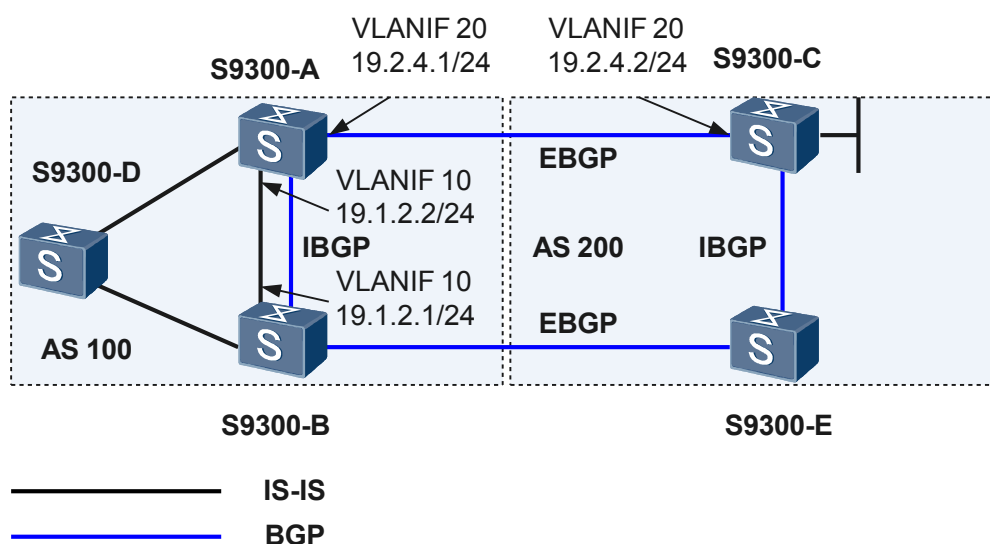 VLANIF 20
19.2.4.1/24
VLANIF 20
19.2.4.2/24
S9300-A
S9300-C
S
S
EBGP
S9300-D
VLANIF 10
19.1.2.2/24
IBGP
AS 200
IBGP
S
VLANIF 10
19.1.2.1/24
EBGP
AS 100
S
S
S9300-B
S9300-E
IS-IS
BGP